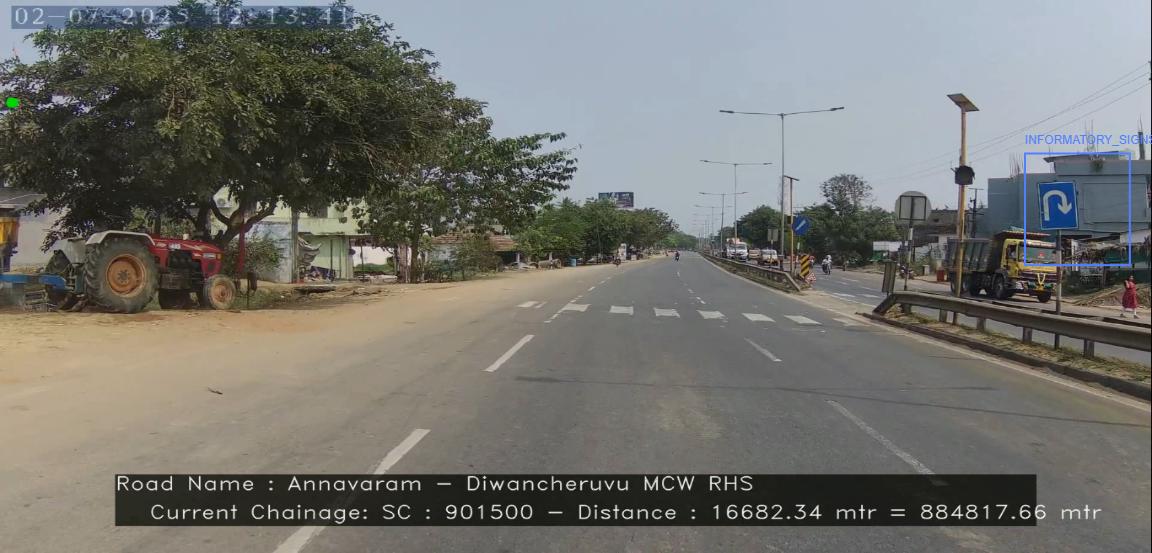 02-07-2025 12:13:41
INFORMATORY_SIGNS
Road Name : Annavaram - Diwancheruvu MCW RHS
Current Chainage: SC : 901500 - Distance : 16682.34 mtr = 884817.66 mtr